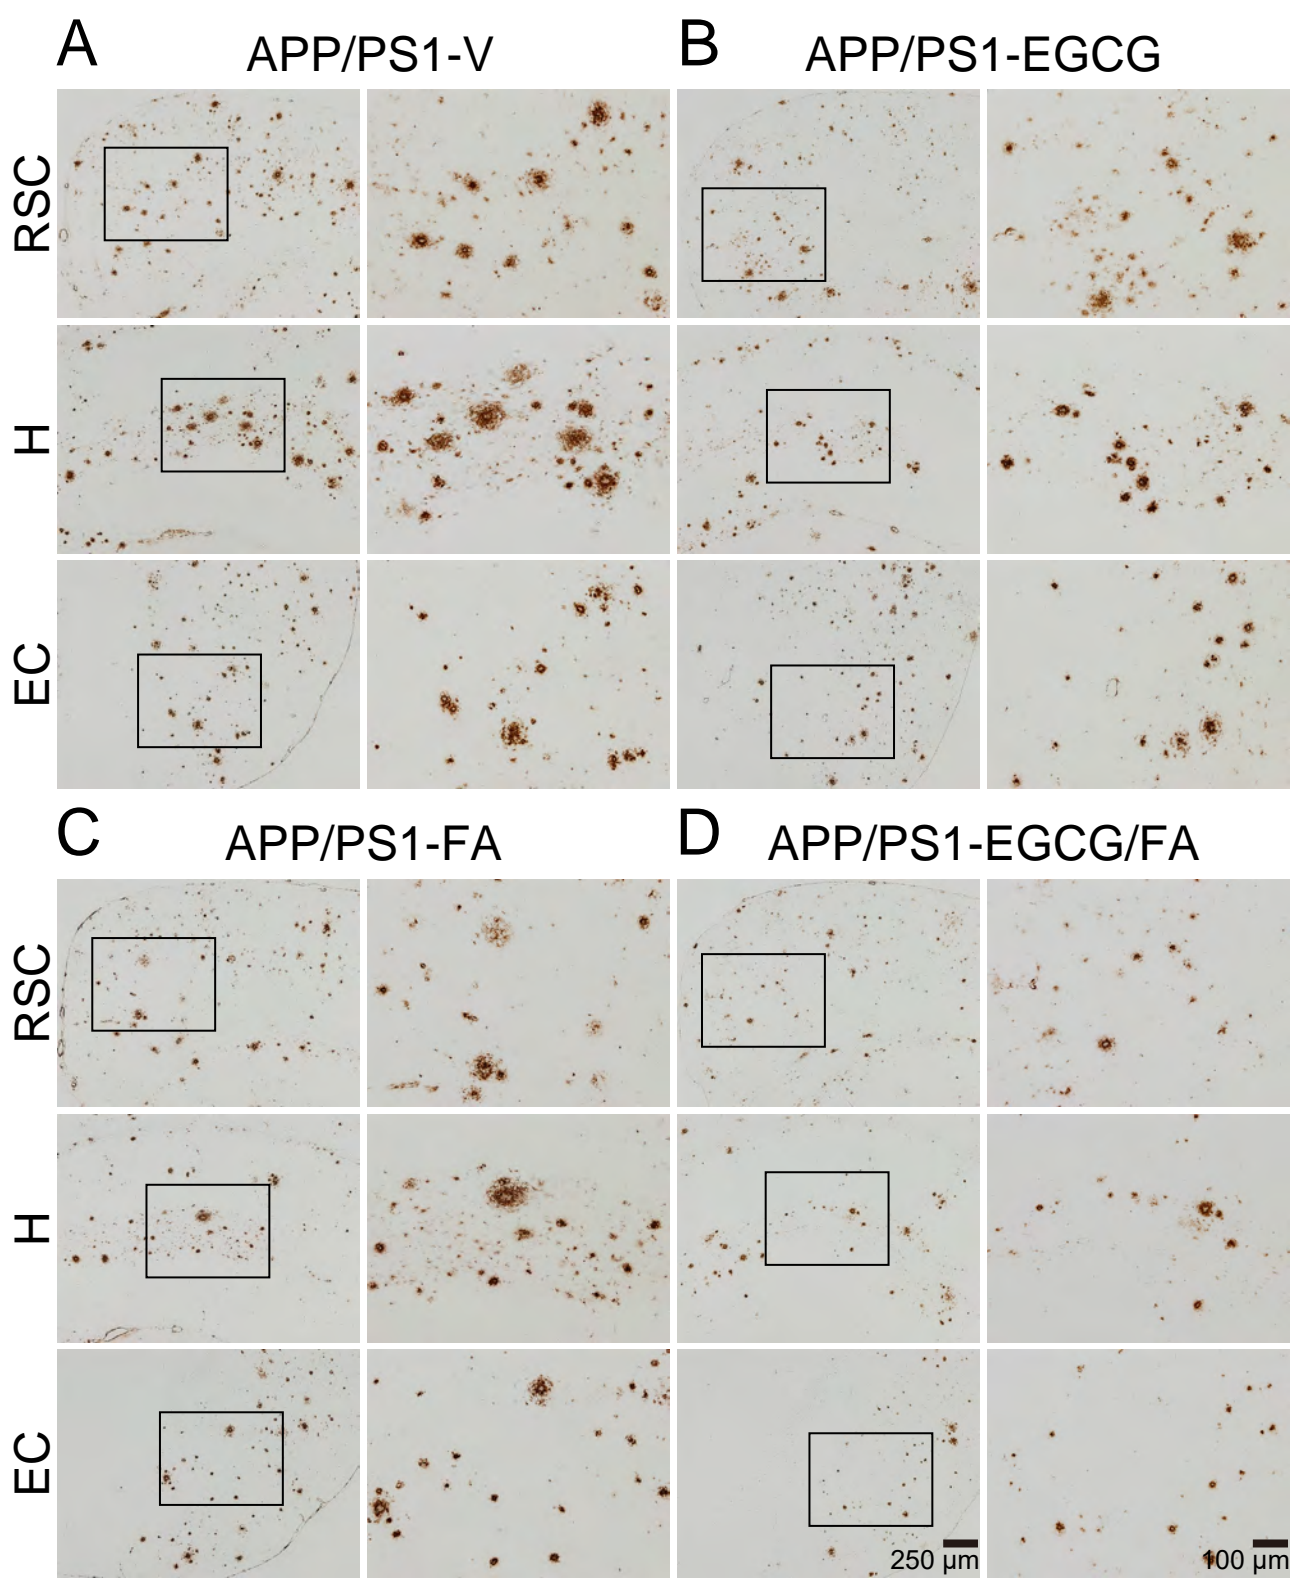 A APP/PS1-V B APP/PS1-EGCG
RSC
H
EC
C APP/PS1-FA D APP/PS1-EGCG/FA
RSC
H
EC
250 µm 100 µm